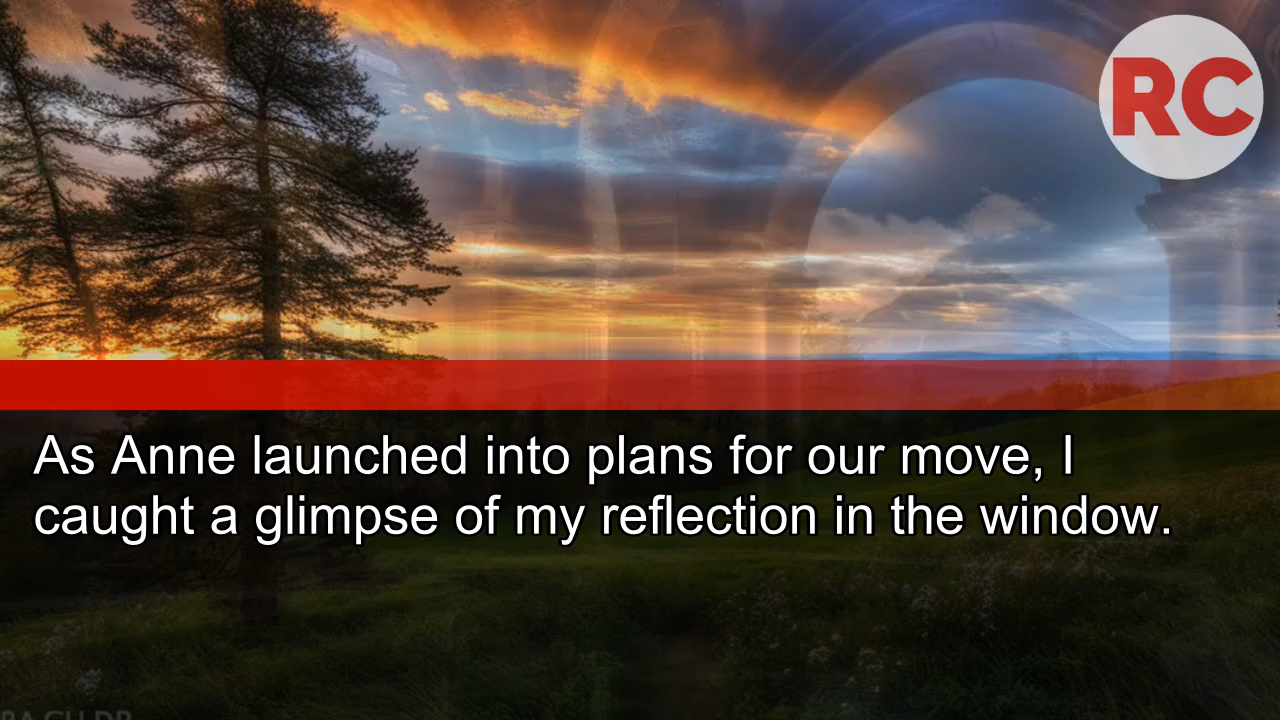 RC
As Anne launched into plans for our move, I
caught a glimpse of my reflection in the window.